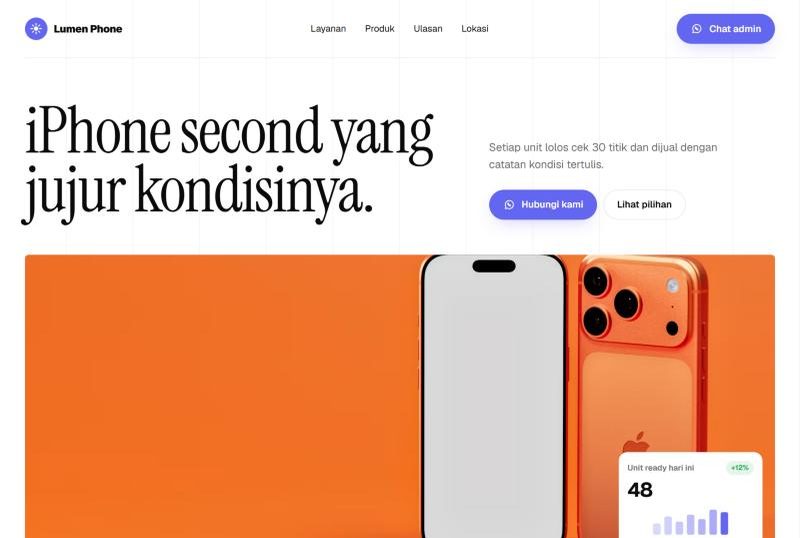 Lumen Phone
Layanan
Produk
Ulasan
Lokasi
Chat admin
iPhone second yang
jujur kondisinya.
Setiap unit lolos cek 30 titik dan dijual dengan
catatan kondisi tertulis.
Hubungi kami
Lihat pilihan
Unit ready hari ini
+12%
48